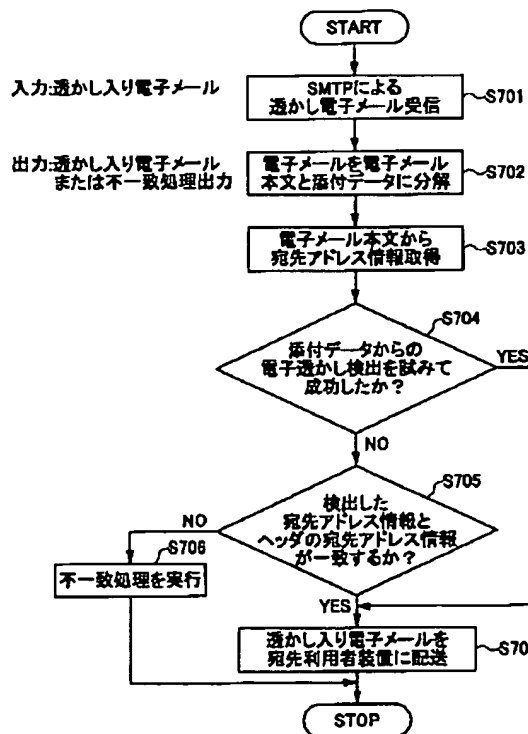 START
入力:透かし入り電子メール
SMTPによる
透かし電子メール受信
S701
出力:透かし入り電子メール
または不一致処理出力
電子メールを電子メール
本文と添付データに分解
S702
電子メール本文から
宛先アドレス情報取得
S703
S704
添付データからの
電子透かし検出を試みて
成功したか?
YES
NO
S705
検出した
宛先アドレス情報と
ヘッダの宛先アドレス情報
が一致するか?
NO
S706
不一致処理を実行
YES
透かし入り電子メールを
宛先利用者装置に配送
S70
STOP